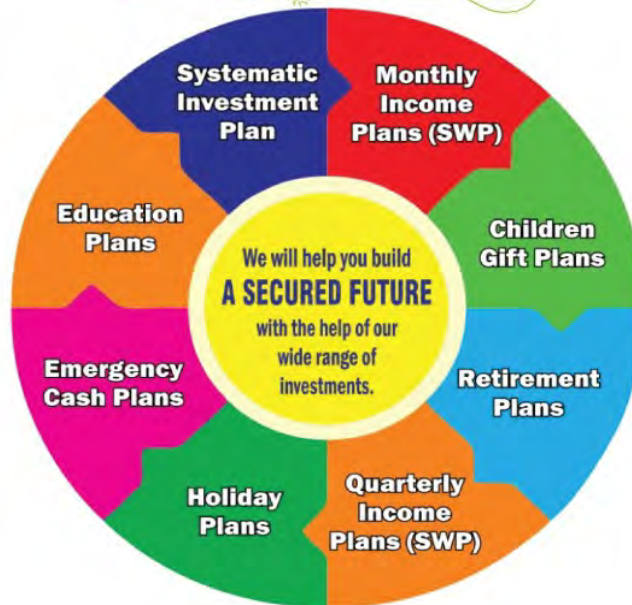 Systematic
Investment
Plan
Monthly
Income
Plans (SWP)
Children
Gift Plans
Retirement
Plans
Quarterly
Income
Plans (SWP)
Holiday
Plans
Emergency
Cash Plans
Education
Plans
We will help you build
A SECURED FUTURE
with the help of our
wide range of
investments.